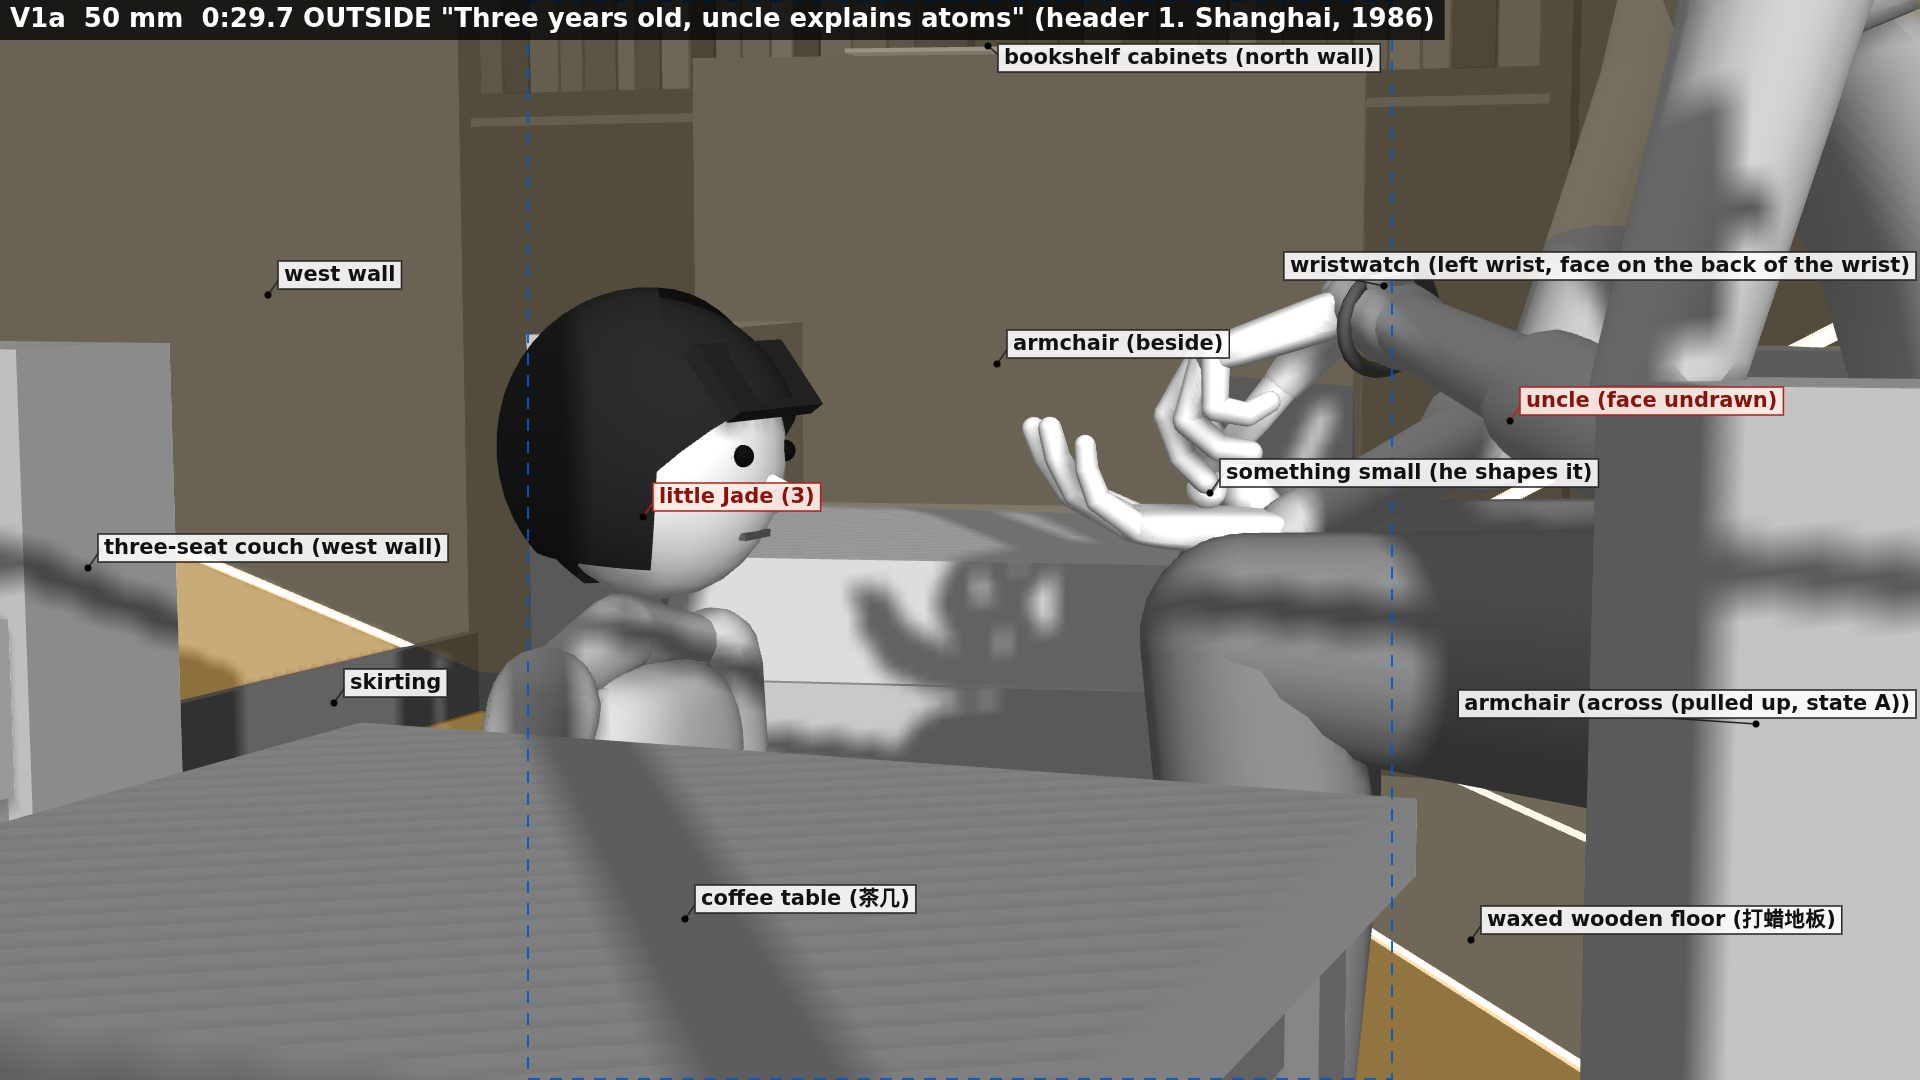 V1a 50 mm 0:29.7 OUTSIDE "Three years old, uncle explains atoms" (header 1. Shanghai, 1986)
bookshelf cabinets (north wall)
west wall
wristwatch (left wrist, face on the back of the wrist)
armchair (beside)
uncle (face undrawn)
something small (he shapes it)
little Jade (3)
three-seat couch (west wall)
skirting
armchair (across (pulled up, state A))
coffee table (茶几)
waxed wooden floor (打蜡地板)